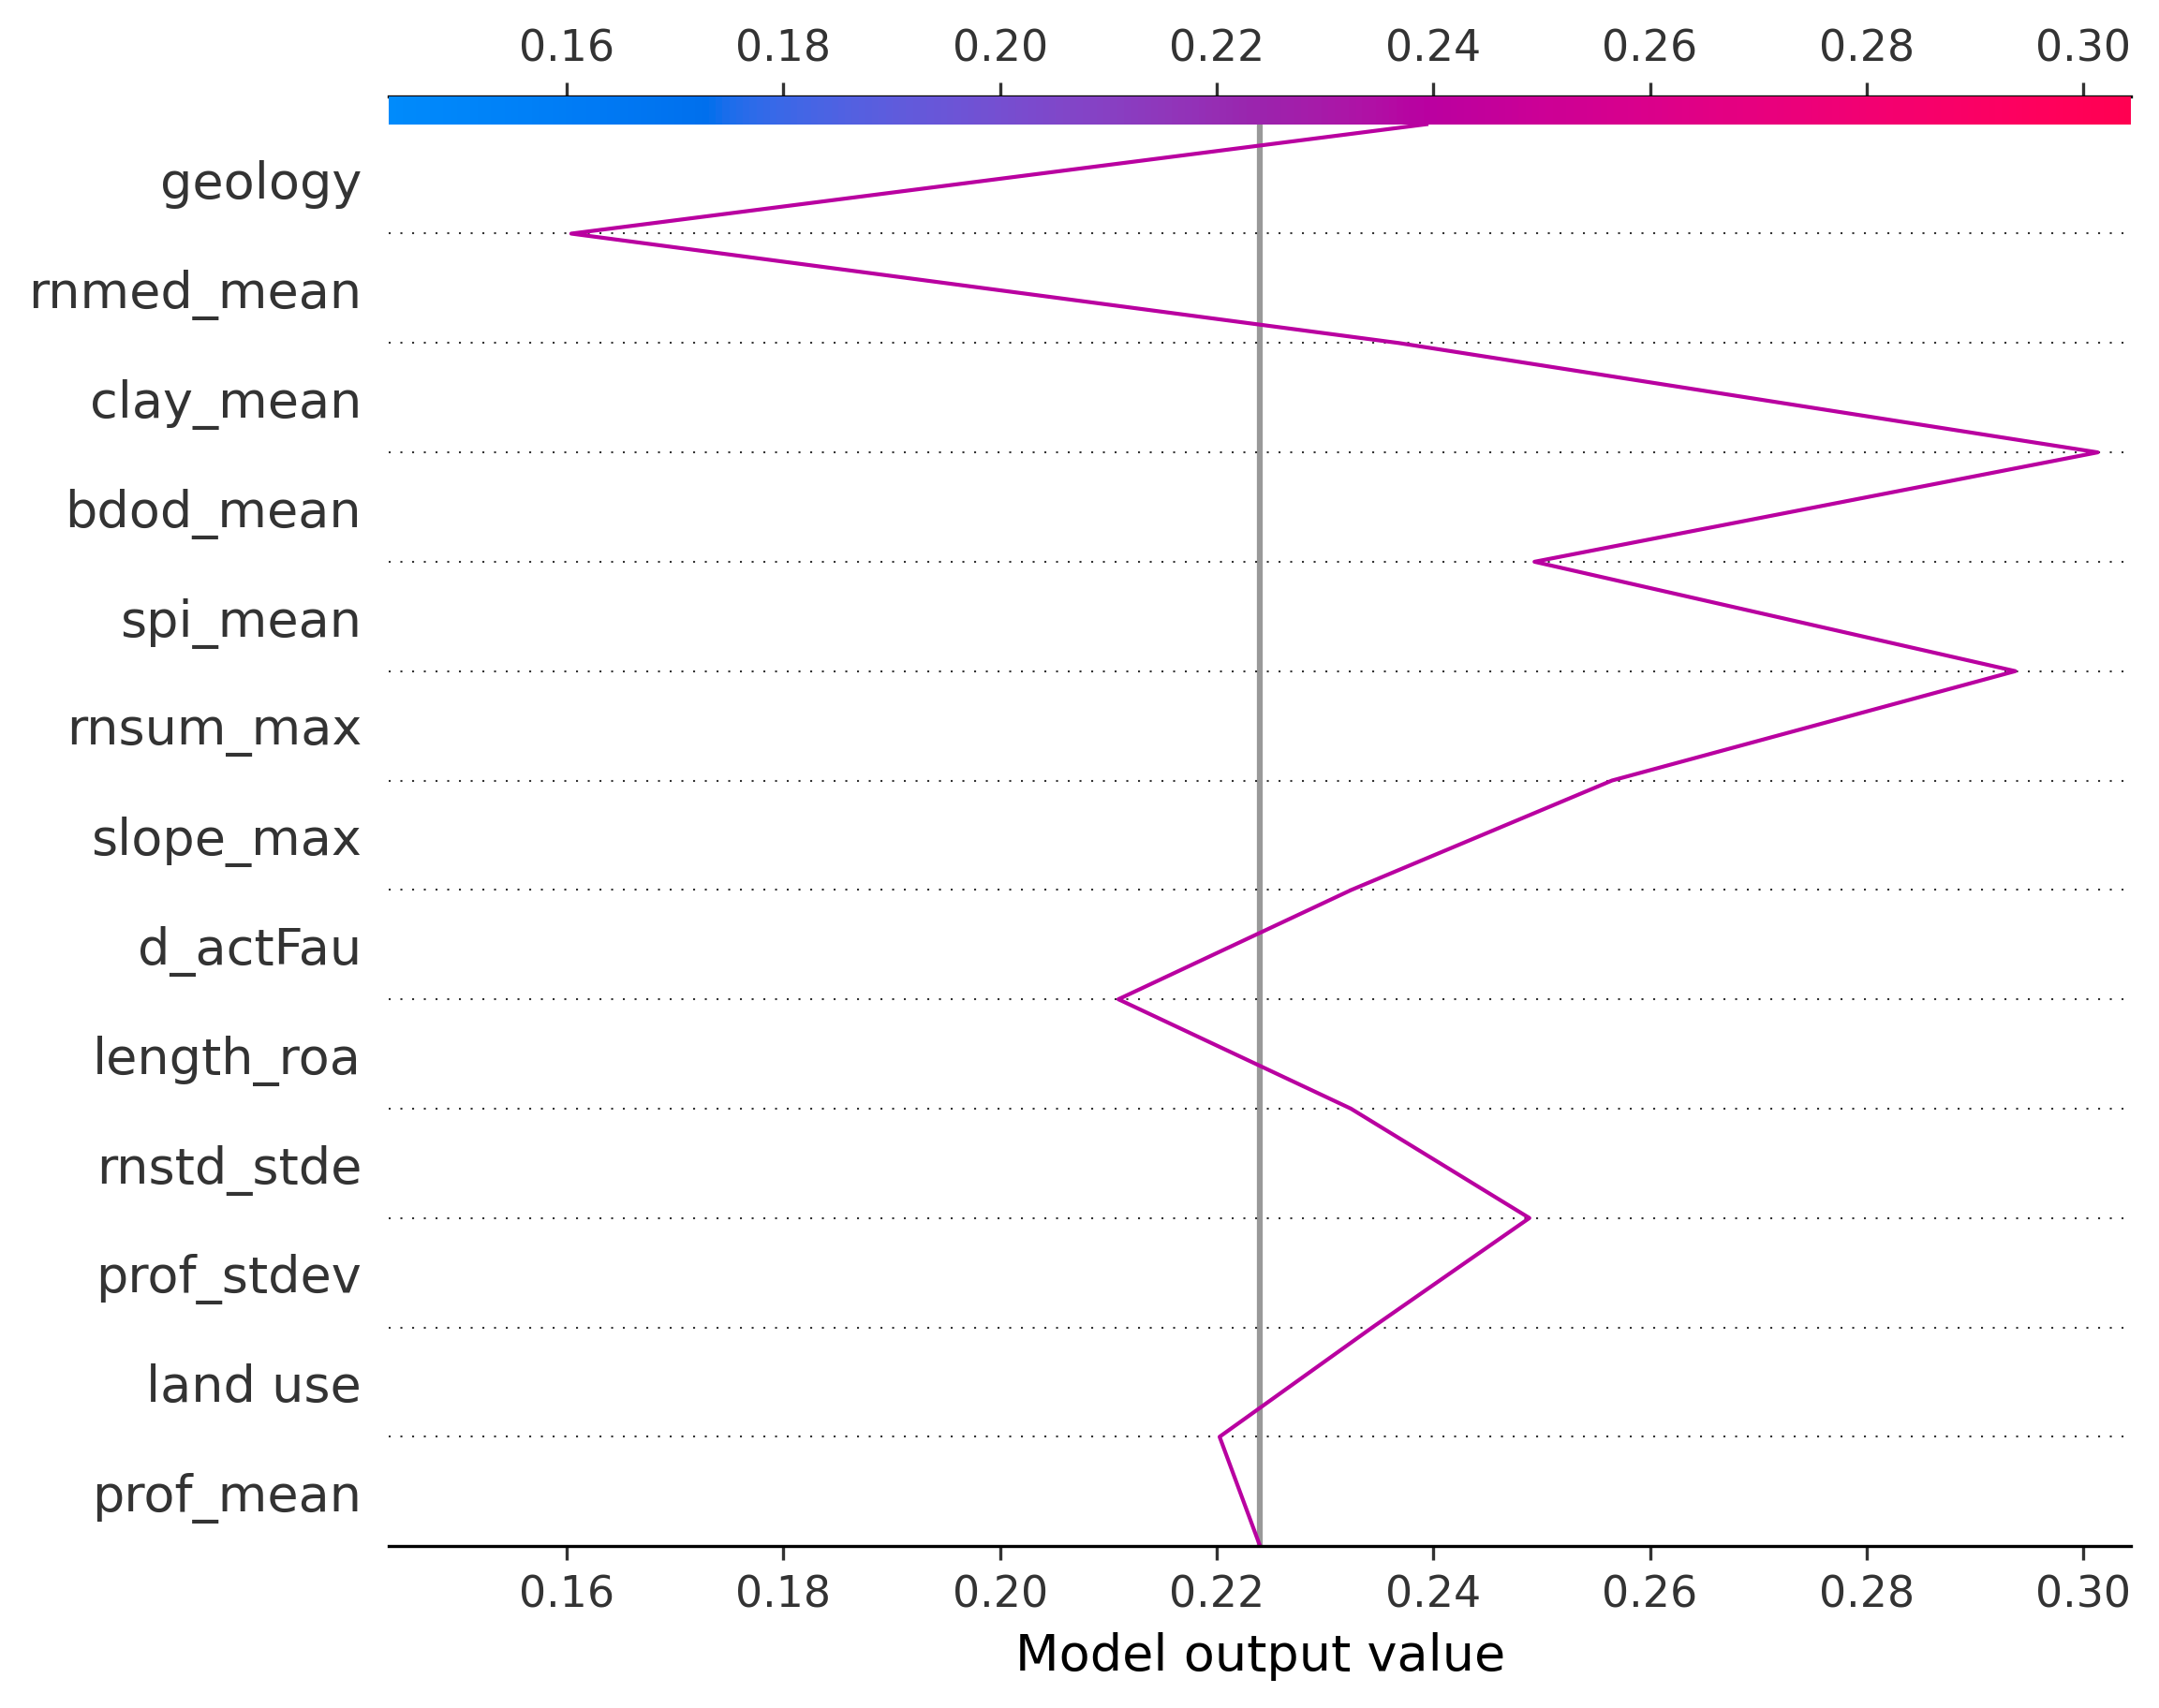 0.16 0.18 0.20 0.22 0.24 0.26 0.28 0.30
geology
rnmed_mean
clay_mean
bdod_mean
spi_mean
rnsum_max
slope_max
d_actFau
length_roa
rnstd_stde
prof_stdev
land use
prof_mean
0.16 0.18 0.20 0.22 0.24 0.26 0.28 0.30
Model output value